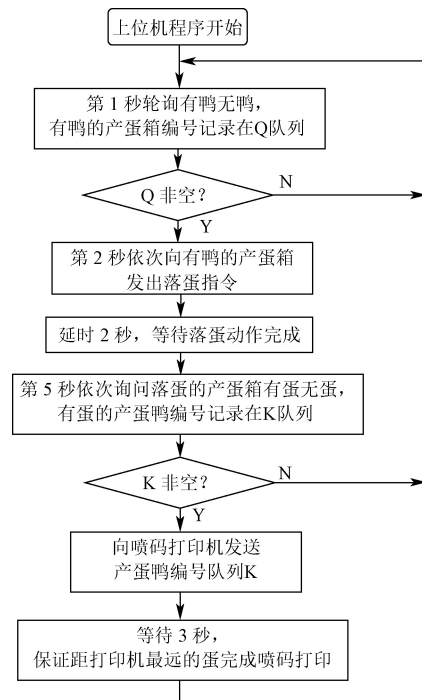 上位机程序开始
第 1 秒轮询有鸭无鸭，
有鸭的产蛋箱编号记录在Q队列
Q 非空？
N
Y
第 2 秒依次向有鸭的产蛋箱
发出落蛋指令
延时 2 秒，等待落蛋动作完成
第 5 秒依次询问落蛋的产蛋箱有蛋无蛋，
有蛋的产蛋鸭编号记录在K队列
K 非空？
N
Y
向喷码打印机发送
产蛋鸭编号队列K
等待 3 秒，
保证距打印机最远的蛋完成喷码打印